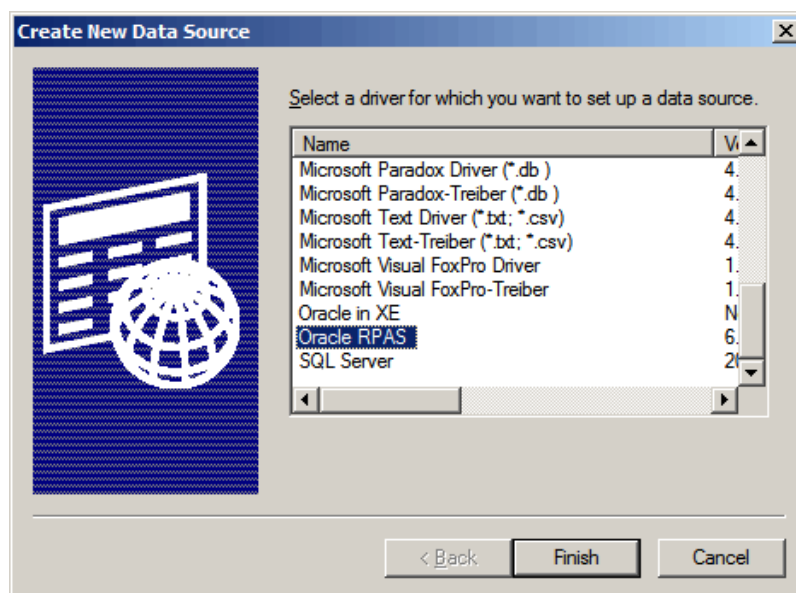 Create New Data Source
Select a driver for which you want to set up a data source.
Name
Microsoft Paradox Driver (*.db ) 4.
Microsoft Paradox-Treiber (*.db ) 4.
Microsoft Text Driver (*.txt; *.csv) 4.
Microsoft Text-Treiber (*.txt; *.csv) 4.
Microsoft Visual FoxPro Driver 1.
Microsoft Visual FoxPro-Treiber 1.
Oracle in XE N
Oracle RPAS 6.
SQL Server 2
< Back Finish Cancel